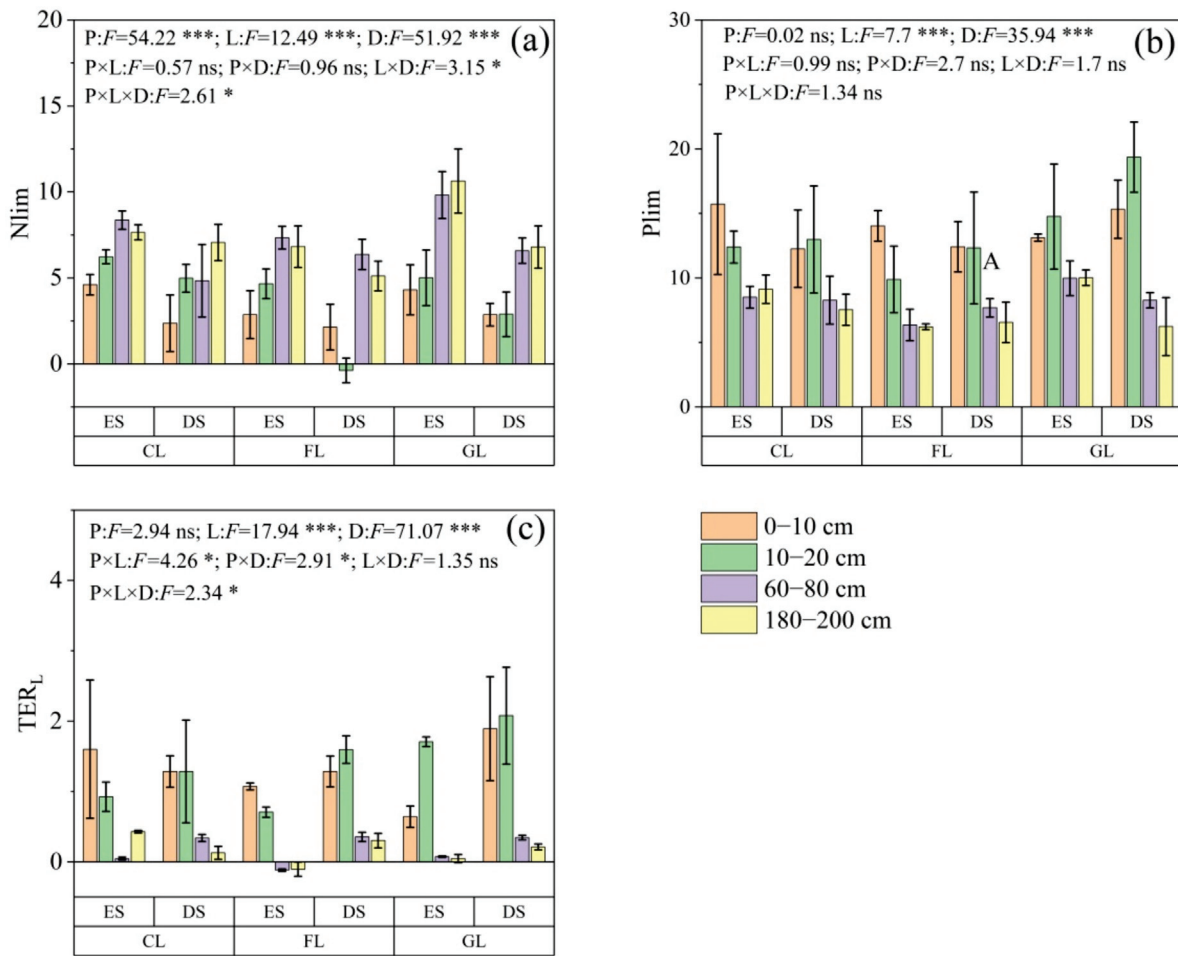 20
15
10
5
0
Nlim
P:F=54.22 ***; L:F=12.49 ***; D:F=51.92 ***
(a)
P×L:F=0.57 ns; P×D:F=0.96 ns; L×D:F=3.15 *
P×L×D:F=2.61 *
ES DS ES DS ES DS
CL FL GL
30
20
10
0
Plim
P:F=0.02 ns; L:F=7.7 ***; D:F=35.94 ***
(b)
P×L:F=0.99 ns; P×D:F=2.7 ns; L×D:F=1.7 ns
P×L×D:F=1.34 ns
A
ES DS ES DS ES DS
CL FL GL
4
2
0
TERL
P:F=2.94 ns; L:F=17.94 ***; D:F=71.07 ***
(c)
P×L:F=4.26 *; P×D:F=2.91 *; L×D:F=1.35 ns
P×L×D:F=2.34 *
ES DS ES DS ES DS
CL FL GL
0−10 cm
10−20 cm
60−80 cm
180−200 cm